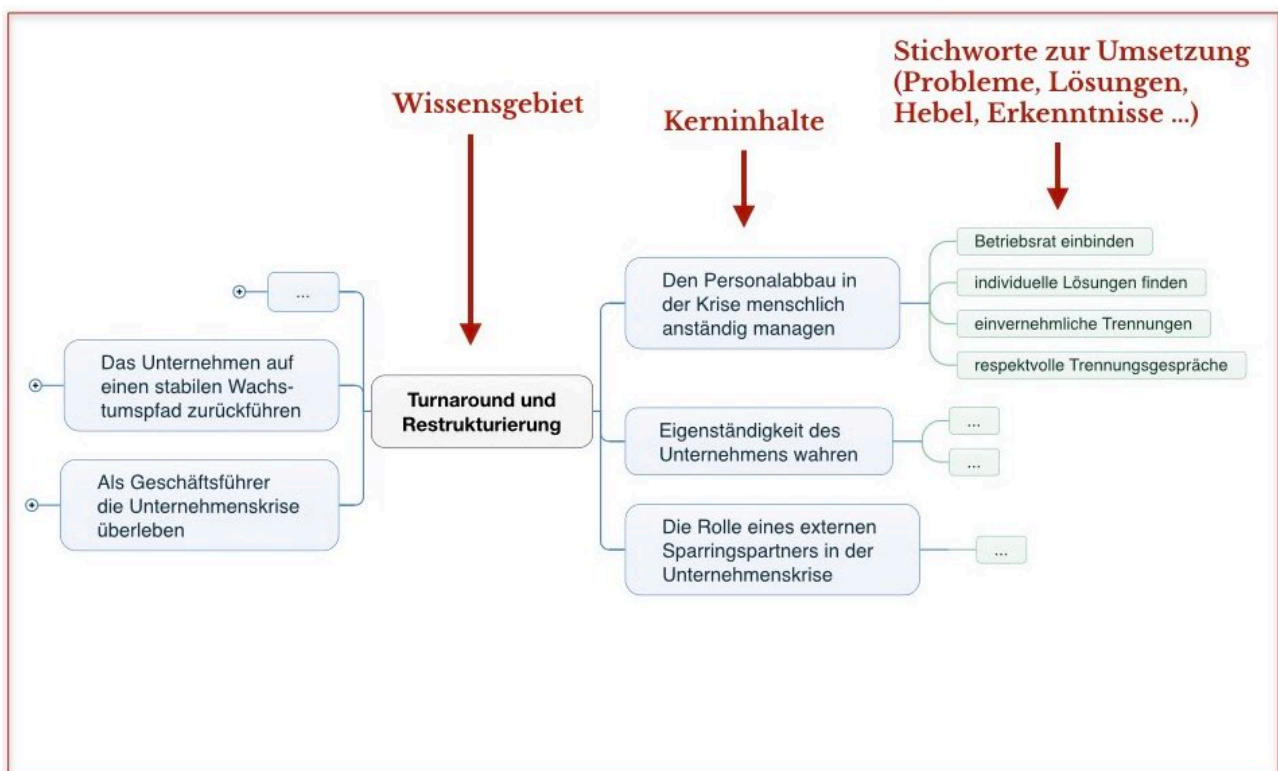 Stichworte zur Umsetzung
(Probleme, Lösungen,
Hebel, Erkenntnisse ...)
Wissensgebiet
Kerninhalte
...
Das Unternehmen auf
einen stabilen Wachs-
tumspfad zurückführen
Als Geschäftsführer
die Unternehmenskrise
überleben
Turnaround und
Restrukturierung
Den Personalabbau in
der Krise menschlich
anständig managen
Betriebsrat einbinden
individuelle Lösungen finden
einvernehmliche Trennungen
respektvolle Trennungsgespräche
Eigenständigkeit des
Unternehmens wahren
...
...
Die Rolle eines externen
Sparringspartners in der
Unternehmenskrise
...